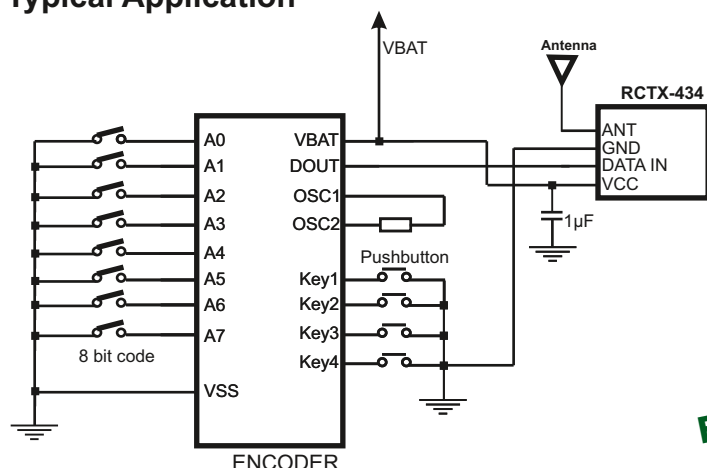 Typical Application
VBAT
Antenna
RCTX-434
ANT
GND
DATA IN
VCC
1µF
A0
A1
A2
A3
A4
A5
A6
A7
VSS
VBAT
DOUT
OSC1
OSC2
Key1
Key2
Key3
Key4
Pushbutton
8 bit code
ENCODER